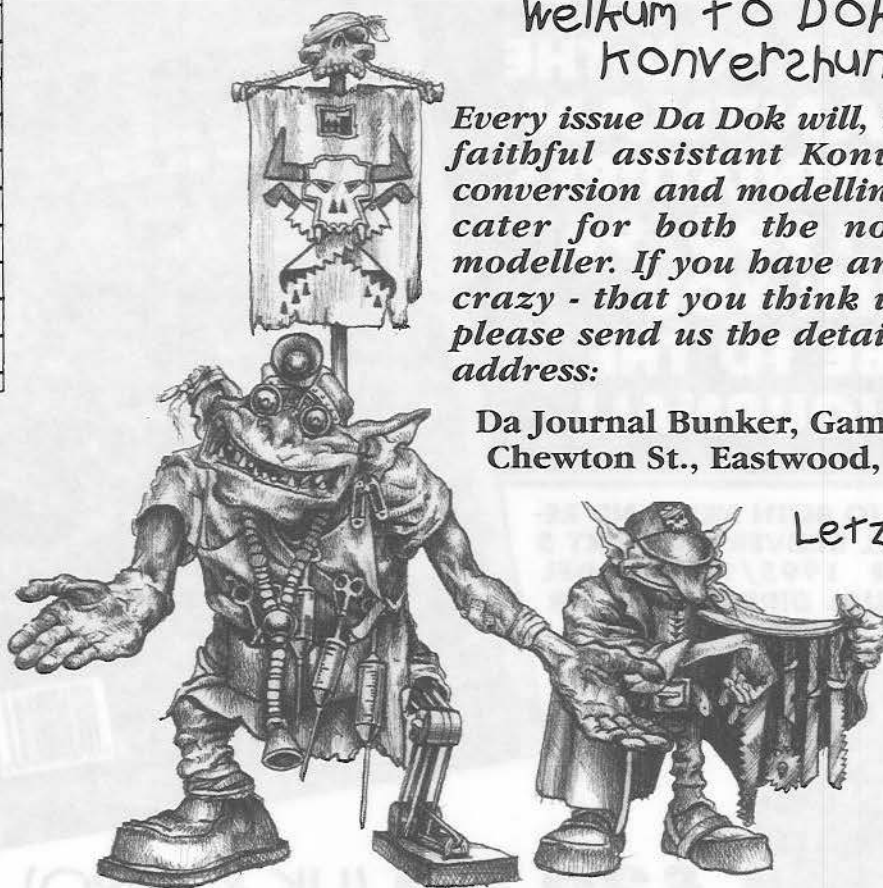 Welkum to Dok
Konvershun
Every issue Da Dok will,
faithful assistant Konv
conversion and modellin
cater for both the no
modeller. If you have an
crazy - that you think
please send us the detail
address:
Da Journal Bunker, Gam
Chewton St., Eastwood,
Letz